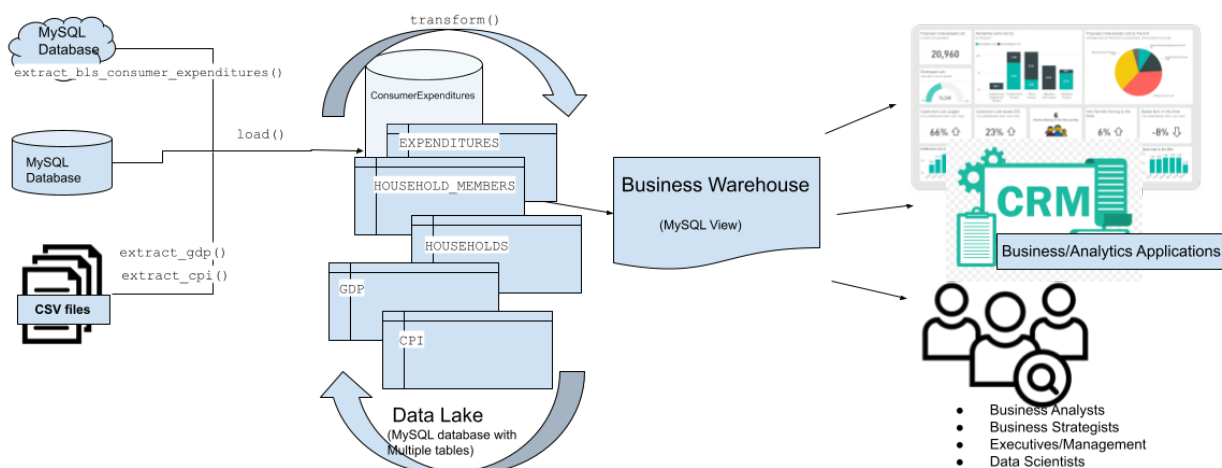 MySQL
Database
extract_bls_consumer_expenditures()
MySQL
Database
load()
extract_gdp()
extract_cpi()
CSV files
transform()
ConsumerExpenditures
EXPENDITURES
HOUSEHOLD_MEMBERS
HOUSEHOLDS
GDP
CPI
Data Lake
(MySQL database with
Multiple tables)
Business Warehouse
(MySQL View)
20,960
66%
23%
6
6%
-8%
CRM
Business/Analytics Applications
● Business Analysts
● Business Strategists
● Executives/Management
● Data Scientists